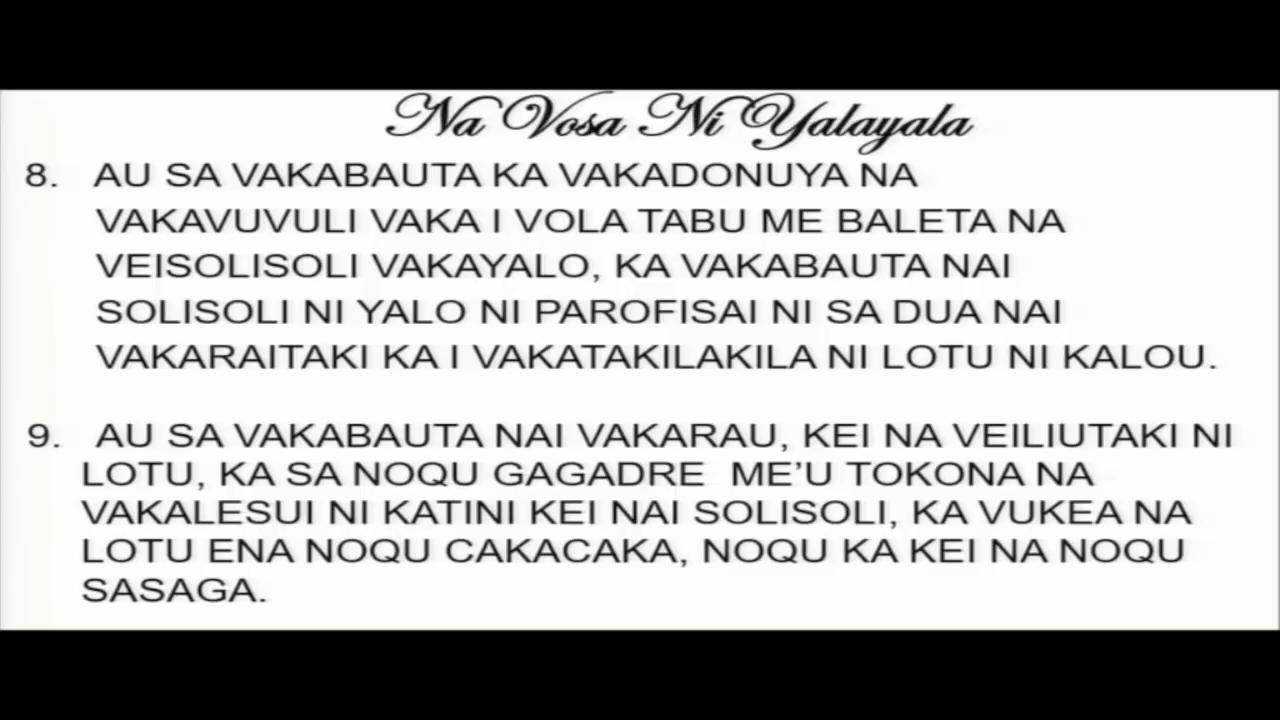 Na Vosa Ni Yalayala
8. AU SA VAKABAUTA KA VAKADONUYA NA
VAKAVUVULI VAKA I VOLA TABU ME BALETA NA
VEISOLISOLI VAKAYALO, KA VAKABAUTA NAI
SOLISOLI NI YALO NI PAROFISAI NI SA DUA NAI
VAKARAITAKI KA I VAKATAKILAKILA NI LOTU NI KALOU.
9. AU SA VAKABAUTA NAI VAKARAU, KEI NA VEILIUTAKI NI
LOTU, KA SA NOQU GAGADRE ME’U TOKONA NA
VAKALESUI NI KATINI KEI NAI SOLISOLI, KA VUKEA NA
LOTU ENA NOQU CAKACAKA, NOQU KA KEI NA NOQU
SASAGA.